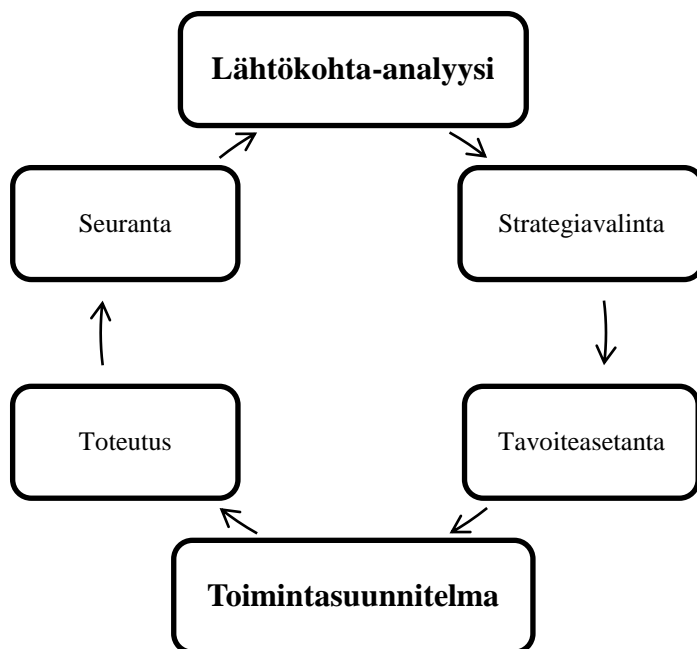 Lähtökohta-analyysi
Seuranta
Strategiavalinta
Toteutus
Tavoiteasetanta
Toimintasuunnitelma